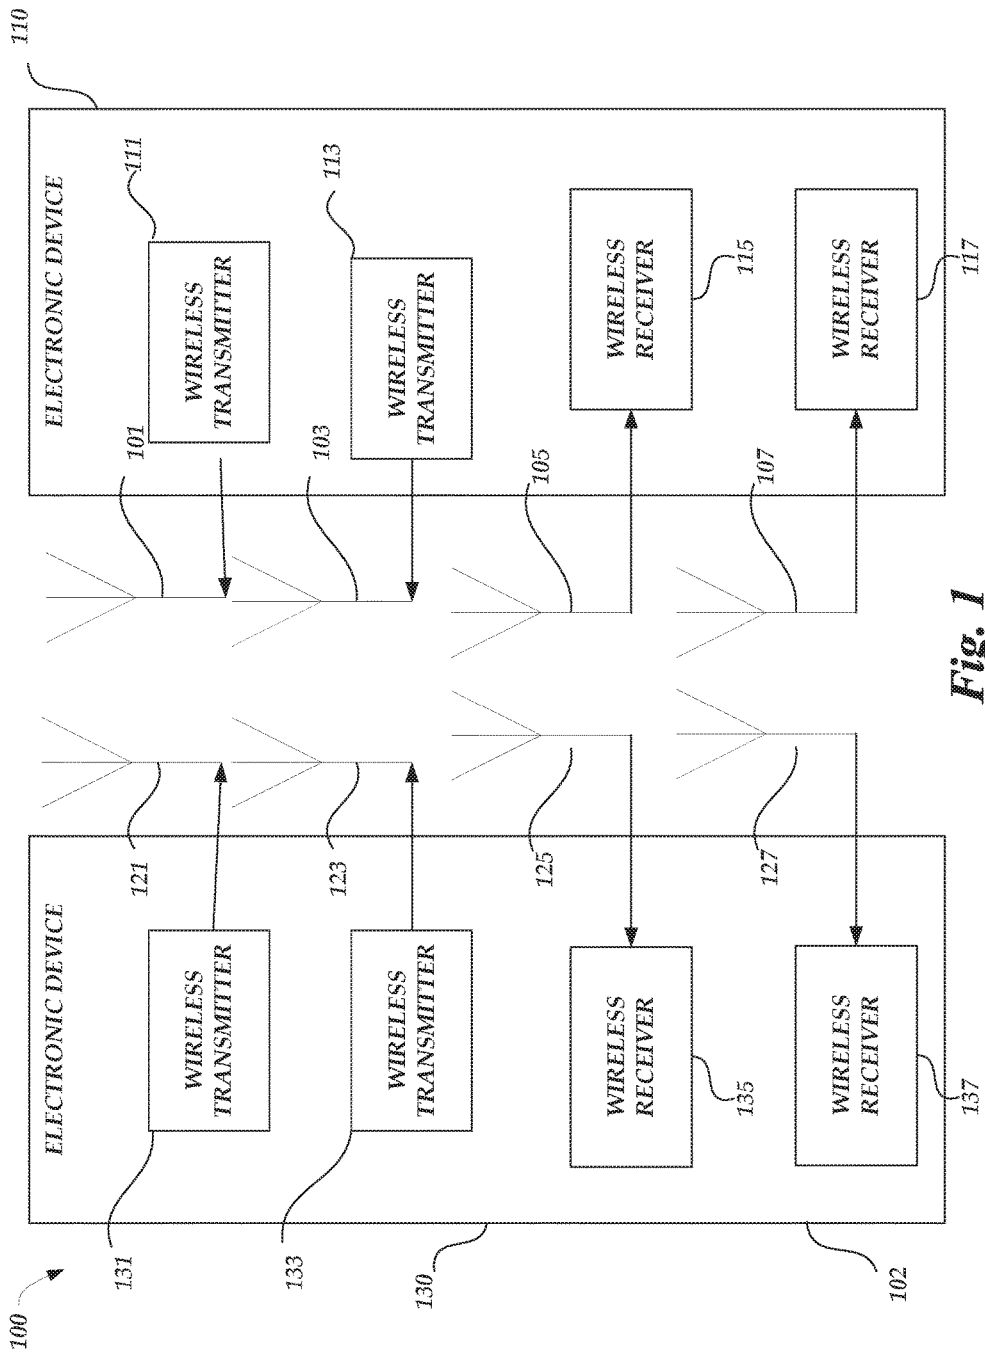 100
ELECTRONIC DEVICE
131
WIRELESS
TRANSMITTER
121
133
WIRELESS
TRANSMITTER
123
130
WIRELESS
RECEIVER
135
125
102
WIRELESS
RECEIVER
137
127
110
ELECTRONIC DEVICE
111
WIRELESS
TRANSMITTER
101
113
WIRELESS
TRANSMITTER
103
WIRELESS
RECEIVER
115
105
WIRELESS
RECEIVER
117
107
Fig. 1